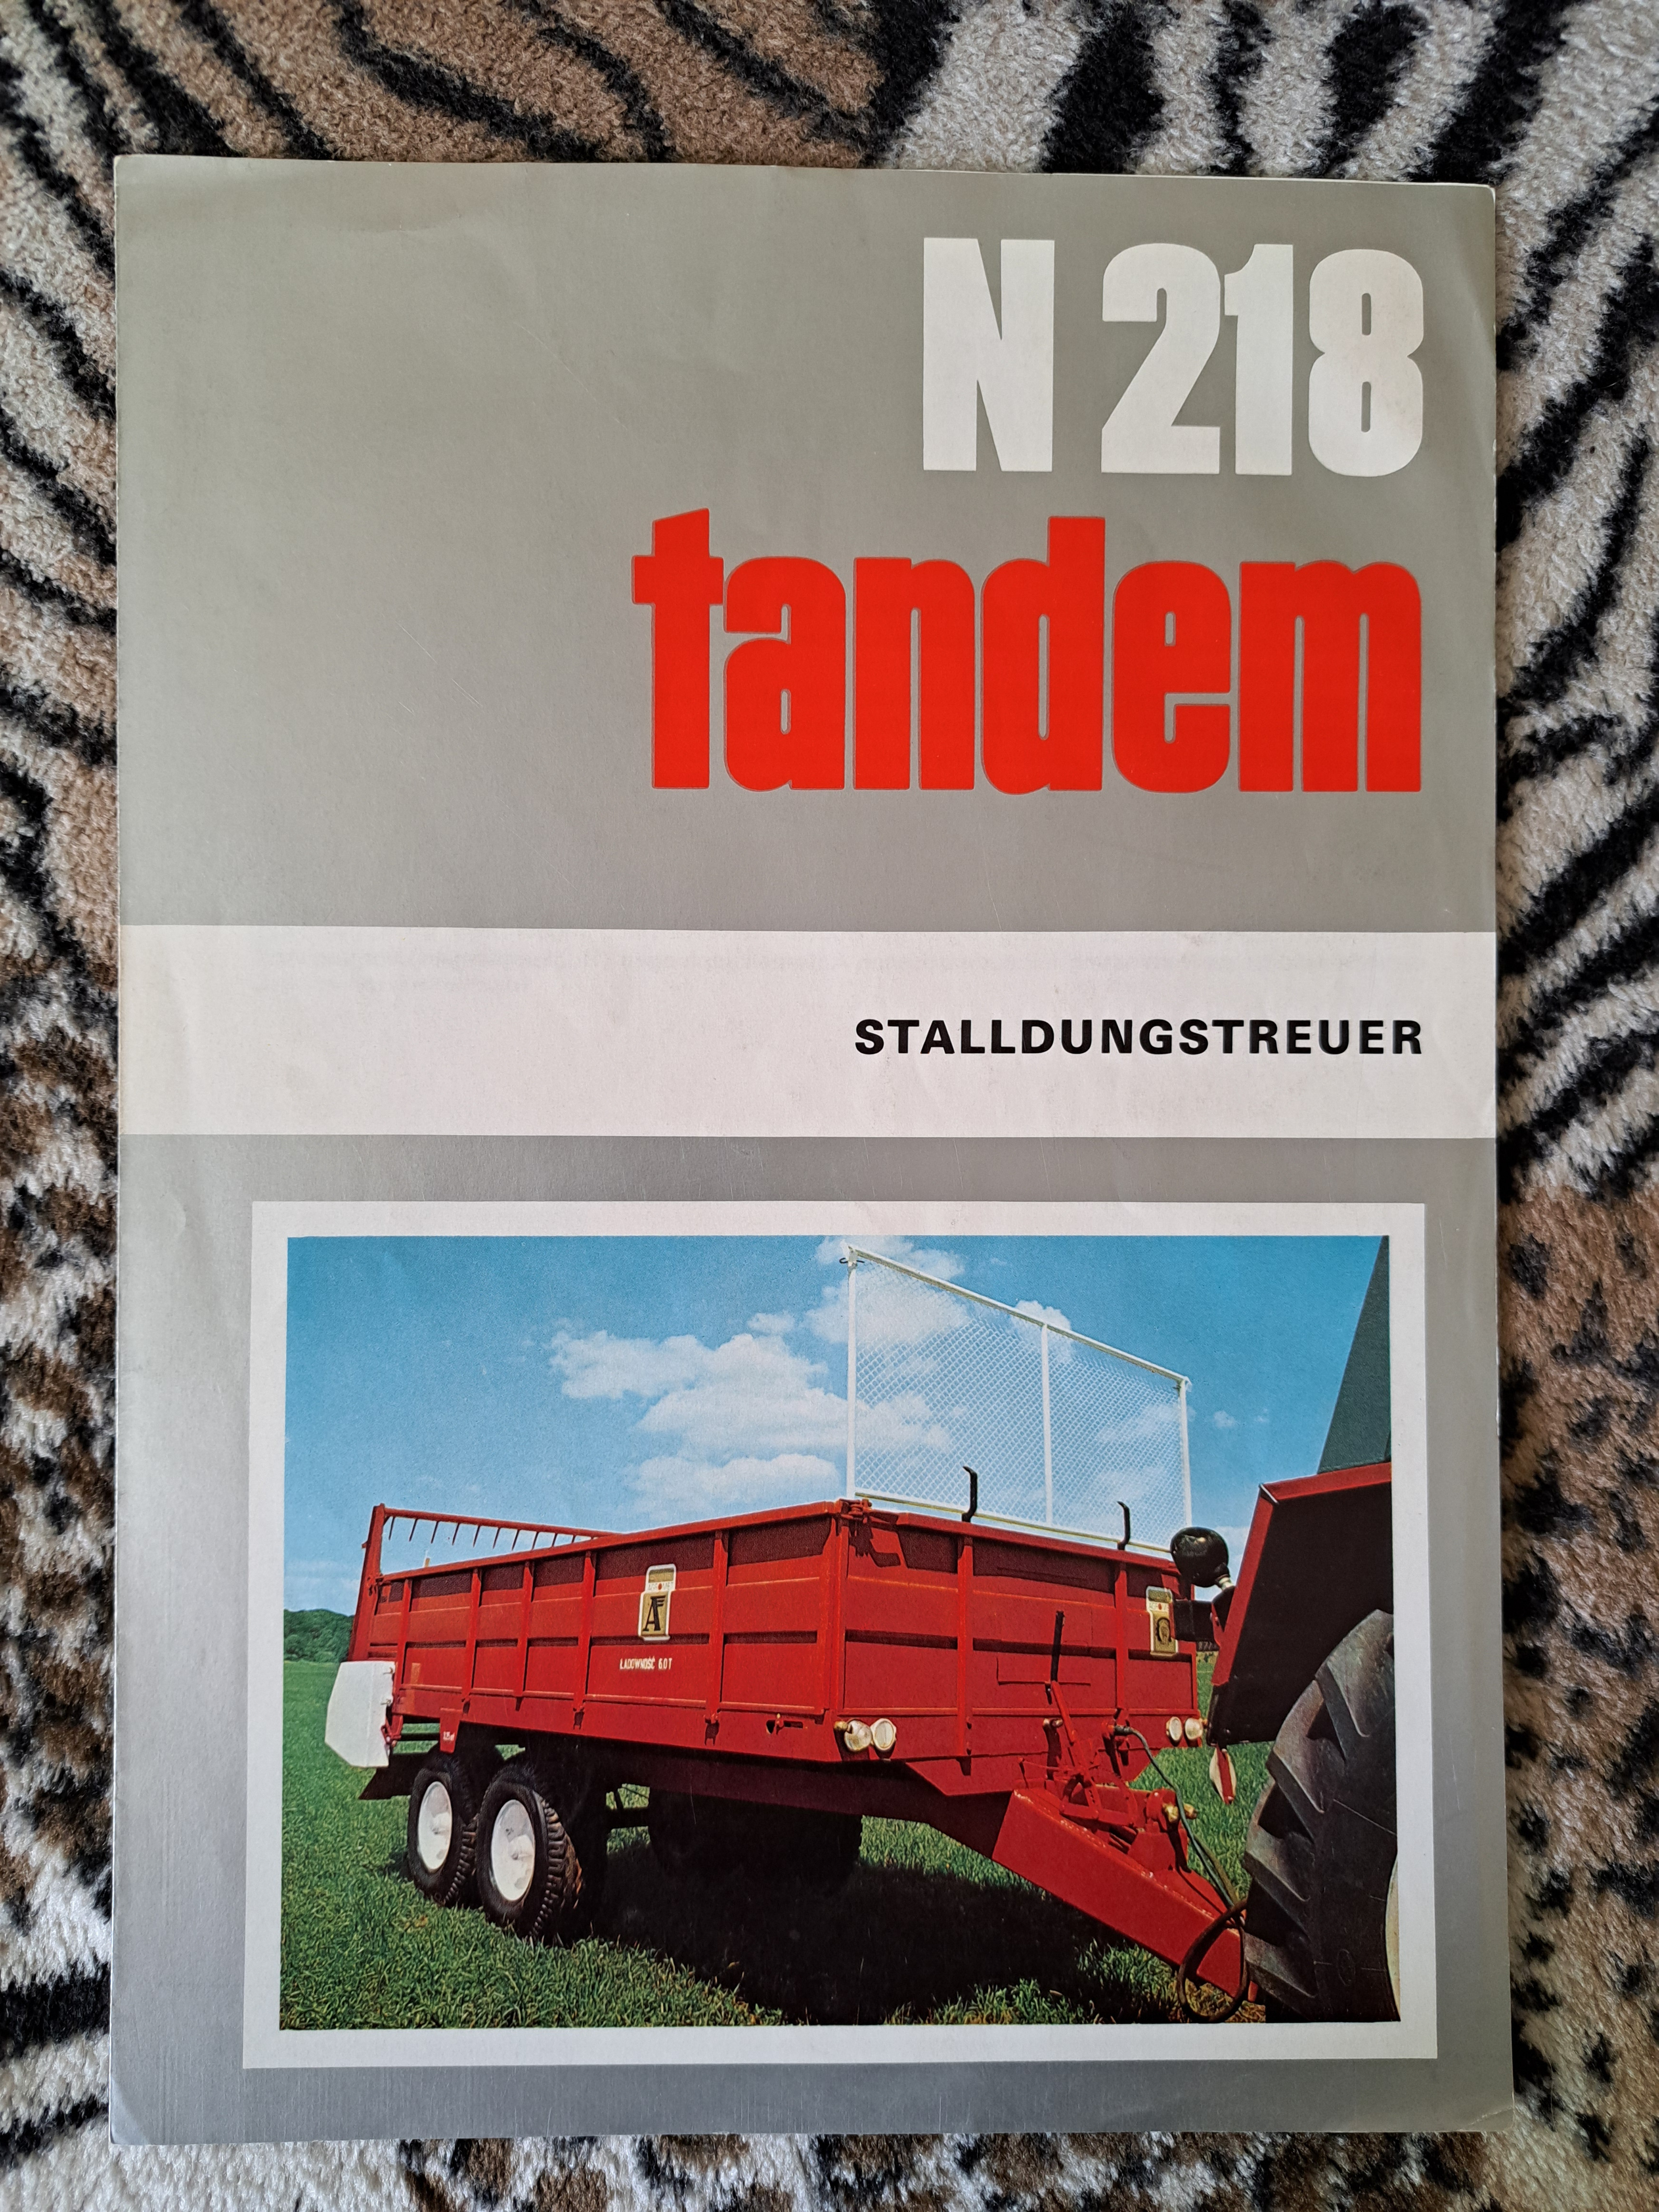 N 218
tandem
STALLDUNGSTREUER
ŁADOWNOŚĆ 6.0 T